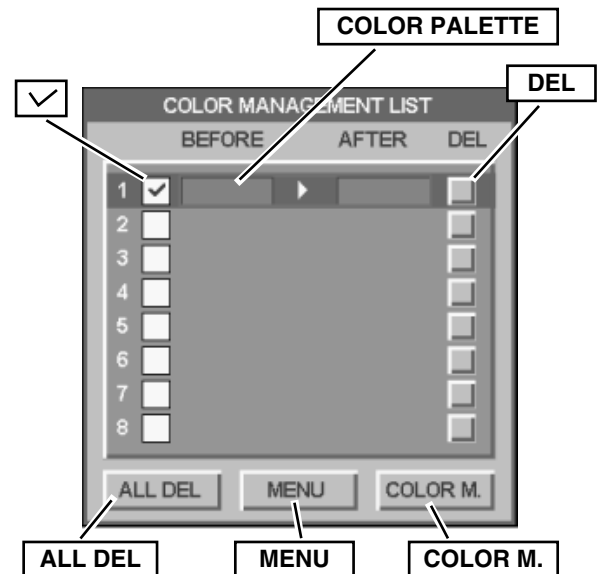 COLOR PALETTE
DEL
COLOR MANAGEMENT LIST
BEFORE AFTER DEL
1
2
3
4
5
6
7
8
ALL DEL MENU COLOR M.
ALL DEL MENU COLOR M.